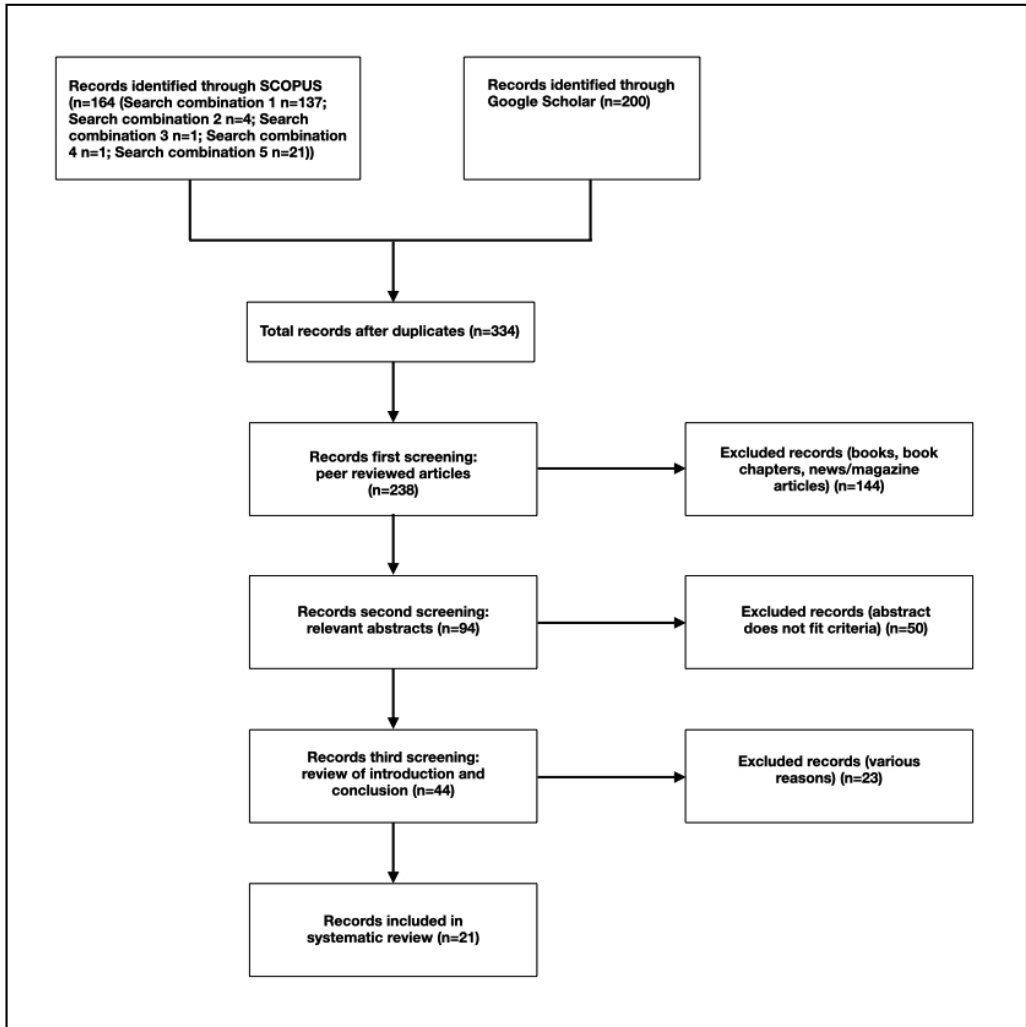 Records identified through SCOPUS
(n=164 (Search combination 1 n=137;
Search combination 2 n=4; Search
combination 3 n=1; Search combination
4 n=1; Search combination 5 n=21))
Records identified through
Google Scholar (n=200)
Total records after duplicates (n=334)
Records first screening:
peer reviewed articles
(n=238)
Excluded records (books, book
chapters, news/magazine
articles) (n=144)
Records second screening:
relevant abstracts (n=94)
Excluded records (abstract
does not fit criteria) (n=50)
Records third screening:
review of introduction and
conclusion (n=44)
Excluded records (various
reasons) (n=23)
Records included in
systematic review (n=21)